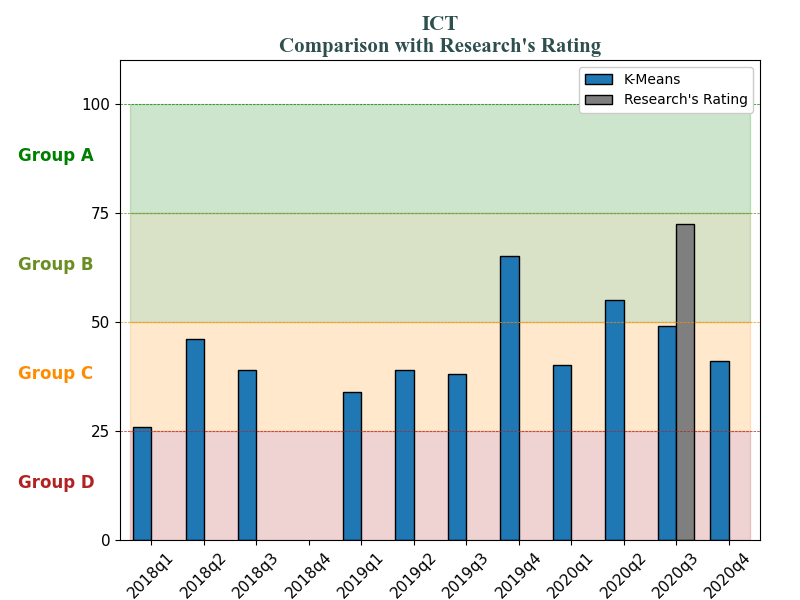 ICT
Comparison with Research's Rating
K-Means
Research's Rating
100
Group A
75
Group B
50
Group C
25
Group D
0
2018q1
2018q2
2018q3
2018q4
2019q1
2019q2
2019q3
2019q4
2020q1
2020q2
2020q3
2020q4